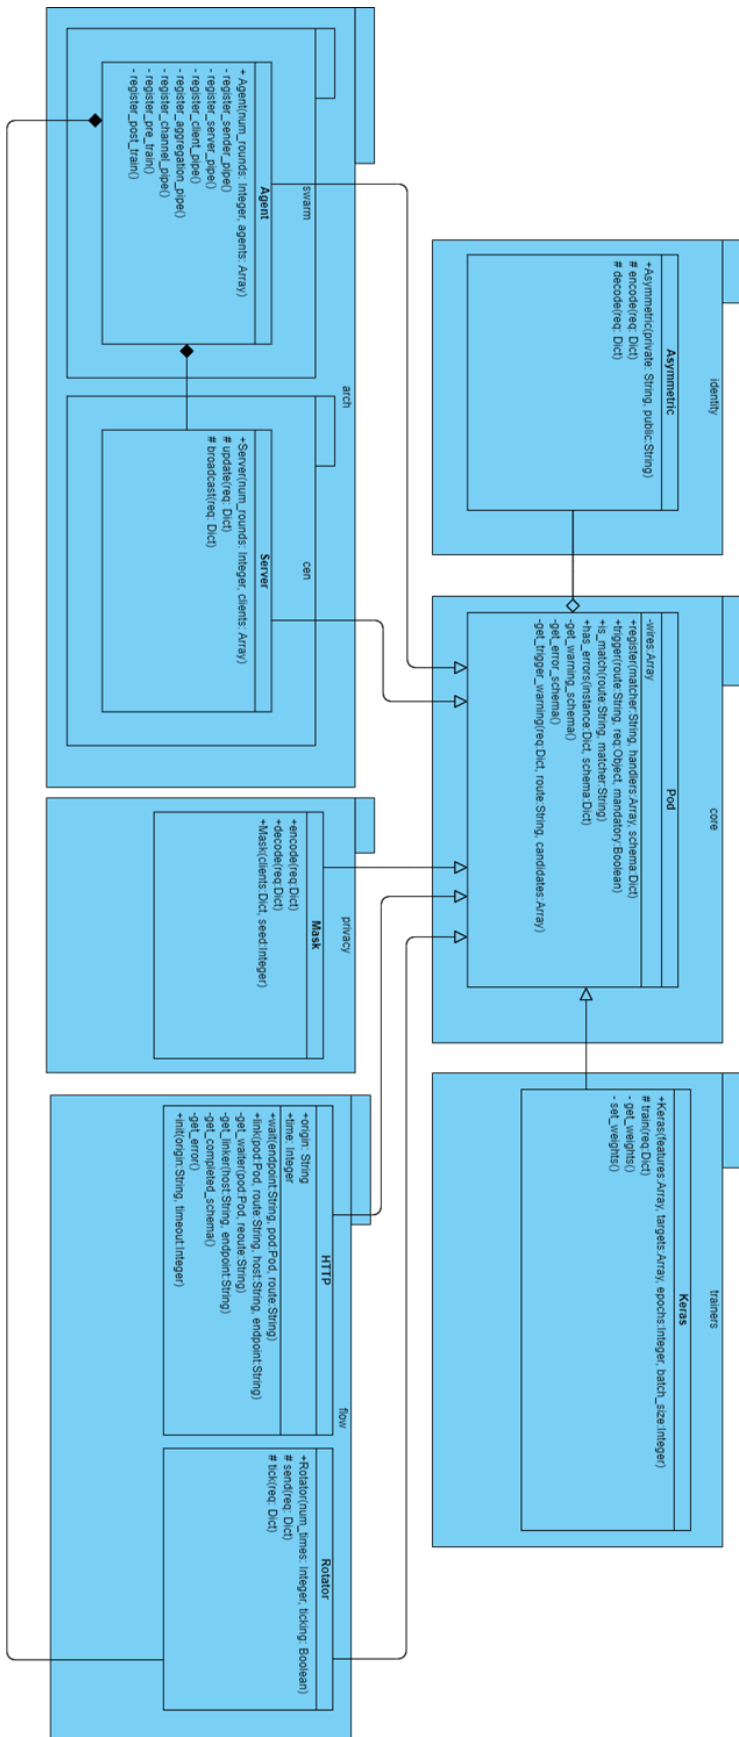 identity
Asymmetric
+Asymmetric(private: String, public:String)
# encode(req: Dict)
# decode(req: Dict)
core
Pod
-wires:Array
+register(matcher:String, handlers:Array, schema:Dict)
+trigger(route:String, req:Object, mandatory:Boolean)
+is_match(route:String, matcher:String)
+has_errors(instance:Dict, schema:Dict)
-get_warning_schema()
-get_error_schema()
-get_trigger_warning(req:Dict, route:String, candidates:Array)
trainers
Keras
+Keras(features:Array, targets:Array, epochs:Integer, batch_size:Integer)
# train(req:Dict)
- get_weights()
- set_weights()
arch
swarm
Agent
+ Agent(num_rounds: Integer, agents: Array)
- register_sender_pipe()
- register_server_pipe()
- register_client_pipe()
- register_aggregation_pipe()
- register_channel_pipe()
- register_pre_train()
- register_post_train()
cen
Server
+Server(num_rounds: Integer, clients: Array)
# update(req: Dict)
# broadcast(req: Dict)
privacy
Mask
+encode(req:Dict)
+decode(req:Dict)
+Mask(clients:Dict, seed:Integer)
flow
HTTP
+origin: String
+time: Integer
+wait(endpoint:String, pod:Pod, route:String)
+link(pod:Pod, route:String, host:String, endpoint:String)
-get_waiter(pod:Pod, reoute:String)
-get_linker(host:String, endpoint:String)
-get_completed_schema()
-get_error()
+init(origin:String, timeout:Integer)
Rotator
+Rotator(num_times: Integer, ticking: Boolean)
# send(req: Dict)
# tick(req: Dict)